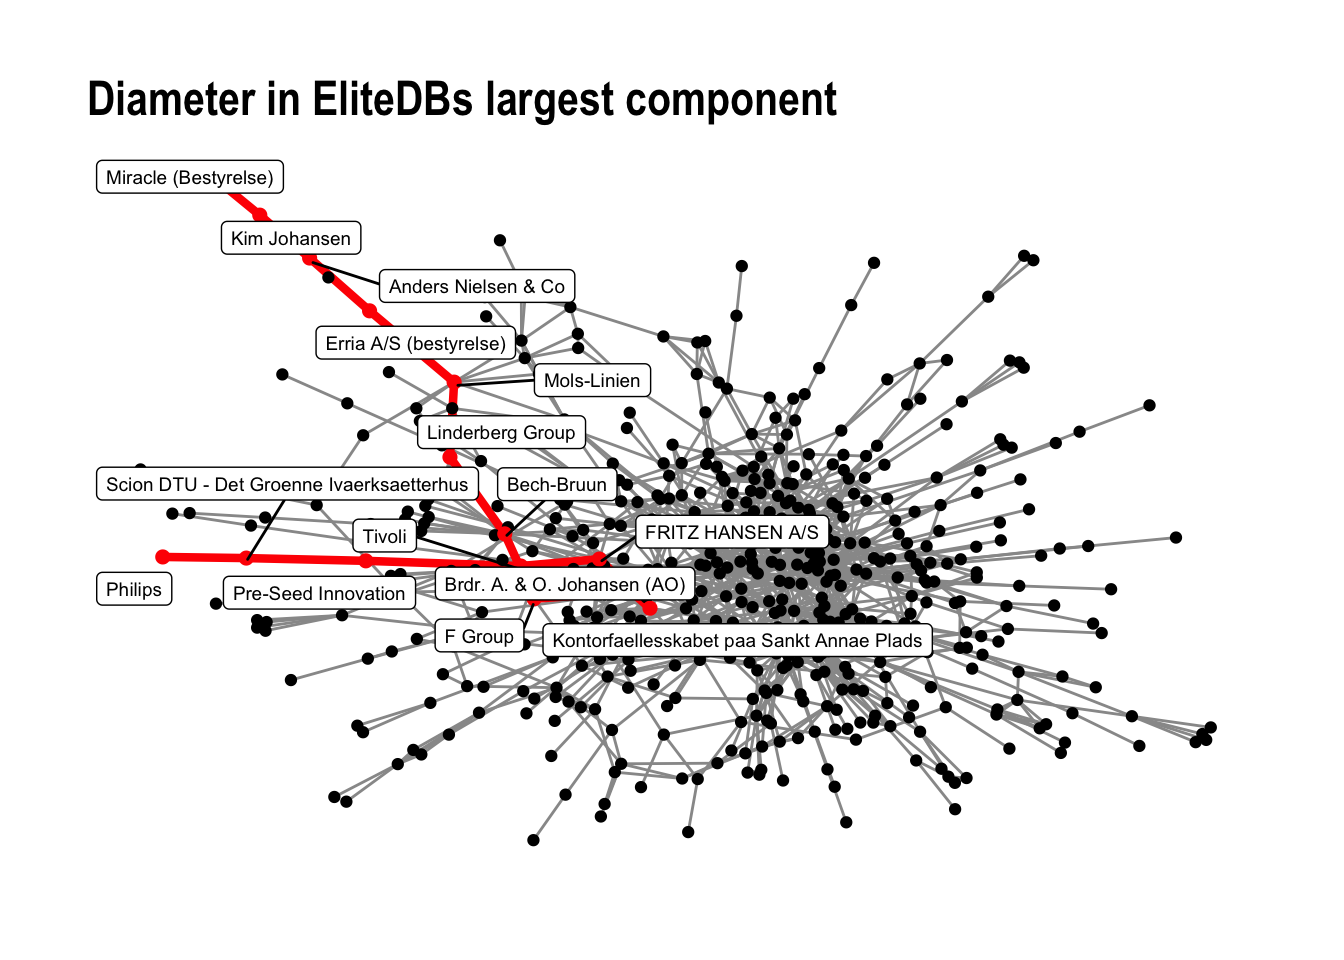 Diameter in EliteDBs largest component
Miracle (Bestyrelse)
Kim Johansen
Anders Nielsen & Co
Erria A/S (bestyrelse)
Mols-Linien
Linderberg Group
Scion DTU - Det Groenne Ivaerksaetterhus
Bech-Bruun
Tivoli
FRITZ HANSEN A/S
Philips
Pre-Seed Innovation
Brdr. A. & O. Johansen (AO)
F Group
Kontorfaellesskabet paa Sankt Annae Plads